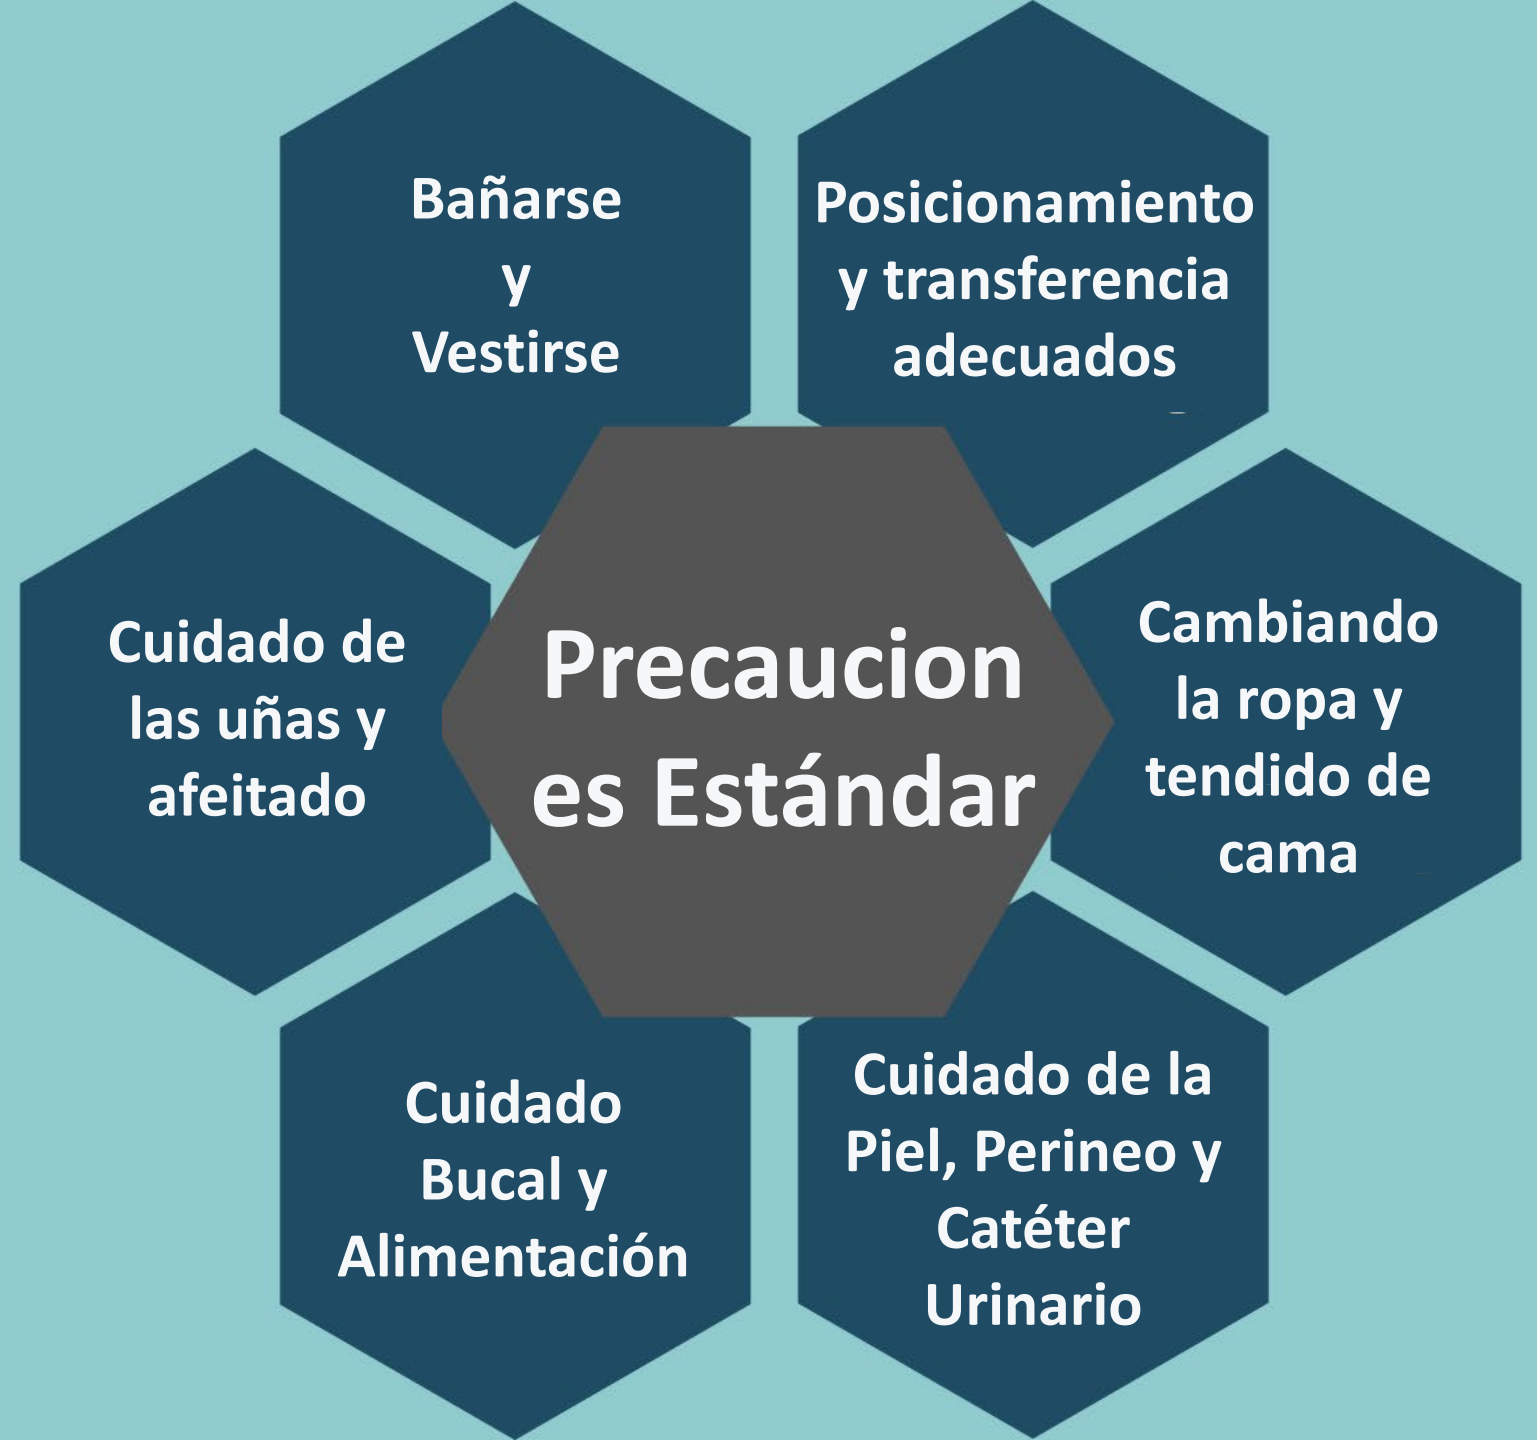 Bañarse
y
Vestirse
Posicionamiento
y transferencia
adecuados
Cuidado de
las uñas y
afeitado
Precaucion
es Estándar
Cambiando
la ropa y
tendido de
cama
Cuidado
Bucal y
Alimentación
Cuidado de la
Piel, Perineo y
Catéter
Urinario